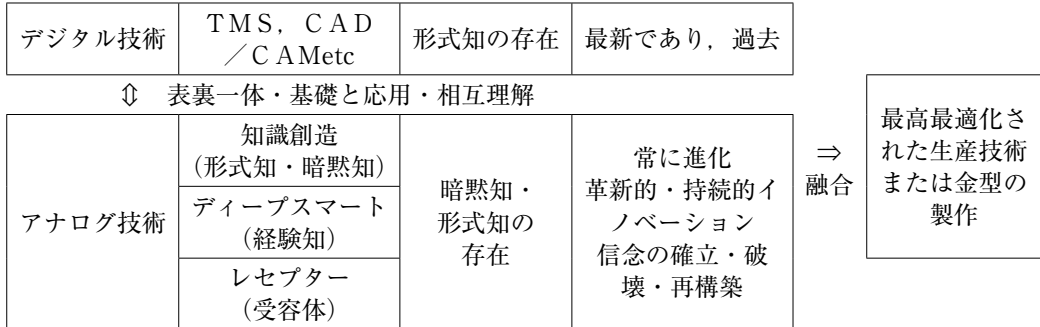 デジタル技術
TMS，CAD
／CAMetc
形式知の存在
最新であり，過去
⇕　表裏一体・基礎と応用・相互理解
アナログ技術
知識創造
(形式知・暗黙知)
ディープスマート
(経験知)
レセプター
(受容体)
暗黙知・
形式知の
存在
常に進化
革新的・持続的イ
ノベーション
信念の確立・破
壊・再構築
⇒
融合
最高最適化さ
れた生産技術
または金型の
製作